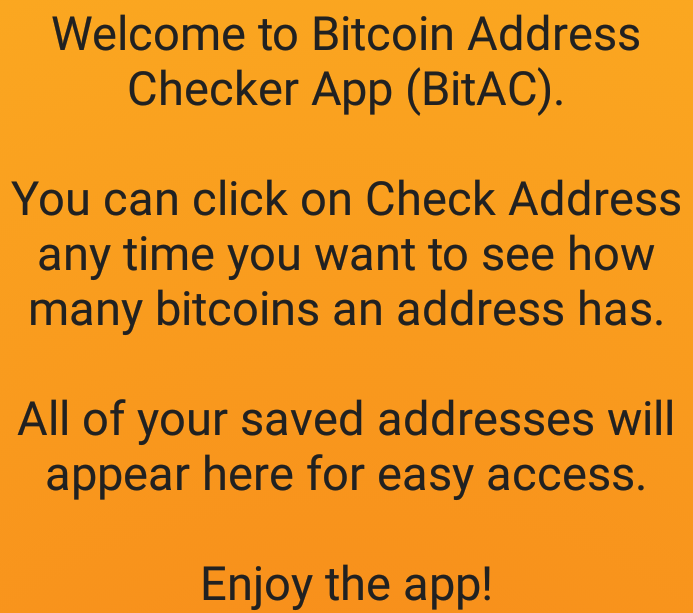 Welcome to Bitcoin Address
Checker App (BitAC).
You can click on Check Address
any time you want to see how
many bitcoins an address has.
All of your saved addresses will
appear here for easy access.
Enjoy the app!